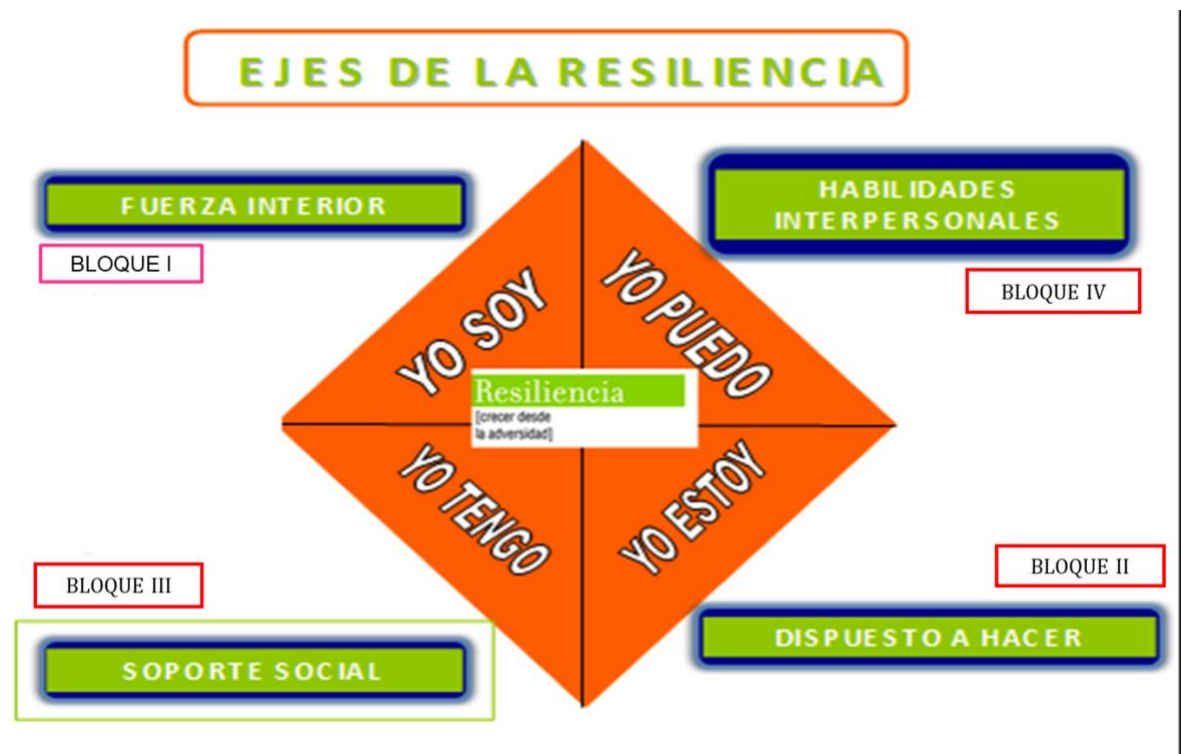 EJES DE LA RESILIENCIA
FUERZA INTERIOR
BLOQUE I
HABILIDADES
INTERPERSONALES
BLOQUE IV
YO SOY
YO PUEDO
Resiliencia
[crecer desde
la adversidad]
YO TENGO
YO ESTOY
BLOQUE III
SOPORTE SOCIAL
BLOQUE II
DISPUESTO A HACER